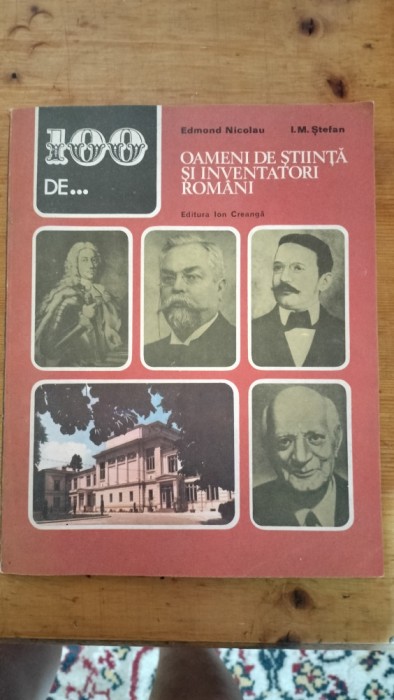 100
DE...
Edmond Nicolau I.M. Ștefan
OAMENI DE ȘTIINȚĂ
ȘI INVENTATORI
ROMÂNI
Editura Ion Creangă